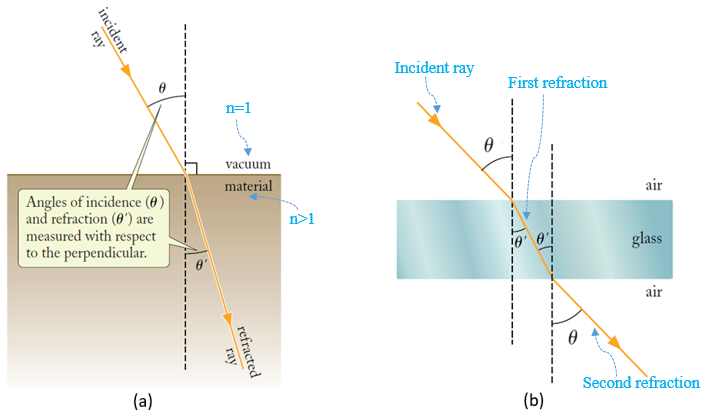 incident
ray
θ
n=1
vacuum
material
n>1
Angles of incidence (θ)
and refraction (θ′) are
measured with respect
to the perpendicular.
θ′
refracted
ray
(a)
Incident ray
First refraction
θ
air
θ′ θ′
glass
air
θ
Second refraction
(b)